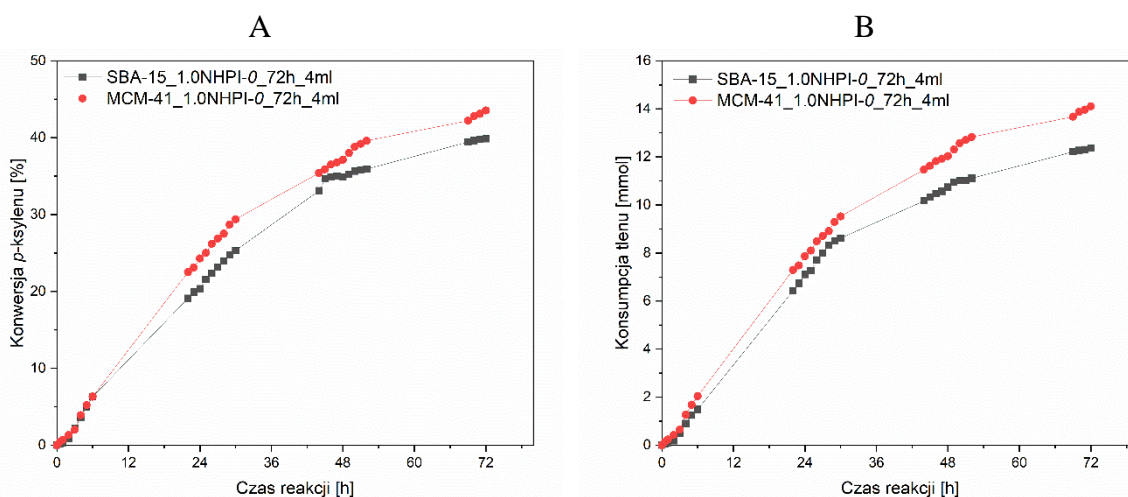 A
50
40
30
20
10
0
Konwersja p-ksylenu [%]
SBA-15_1.0NHPI-0_72h_4ml
MCM-41_1.0NHPI-0_72h_4ml
0 12 24 36 48 60 72
Czas reakcji [h]
B
16
14
12
10
8
6
4
2
0
Konsumpcja tlenu [mmol]
SBA-15_1.0NHPI-0_72h_4ml
MCM-41_1.0NHPI-0_72h_4ml
0 12 24 36 48 60 72
Czas reakcji [h]